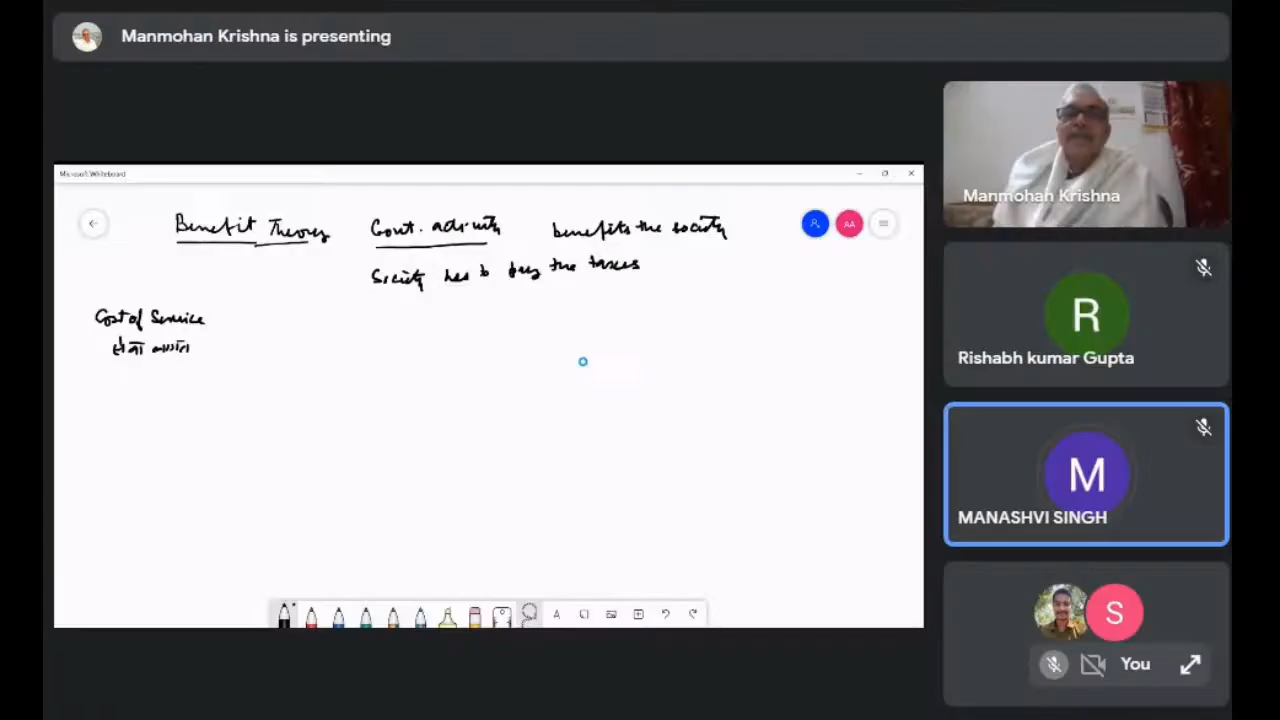 Manmohan Krishna is presenting
Microsoft Whiteboard
Benefit Theory Govt. activity benefits the society
AA
Society has to pay the taxes
Cost of Service
Manmohan Krishna
R
Rishabh kumar Gupta
M
MANASHVI SINGH
S
A
You